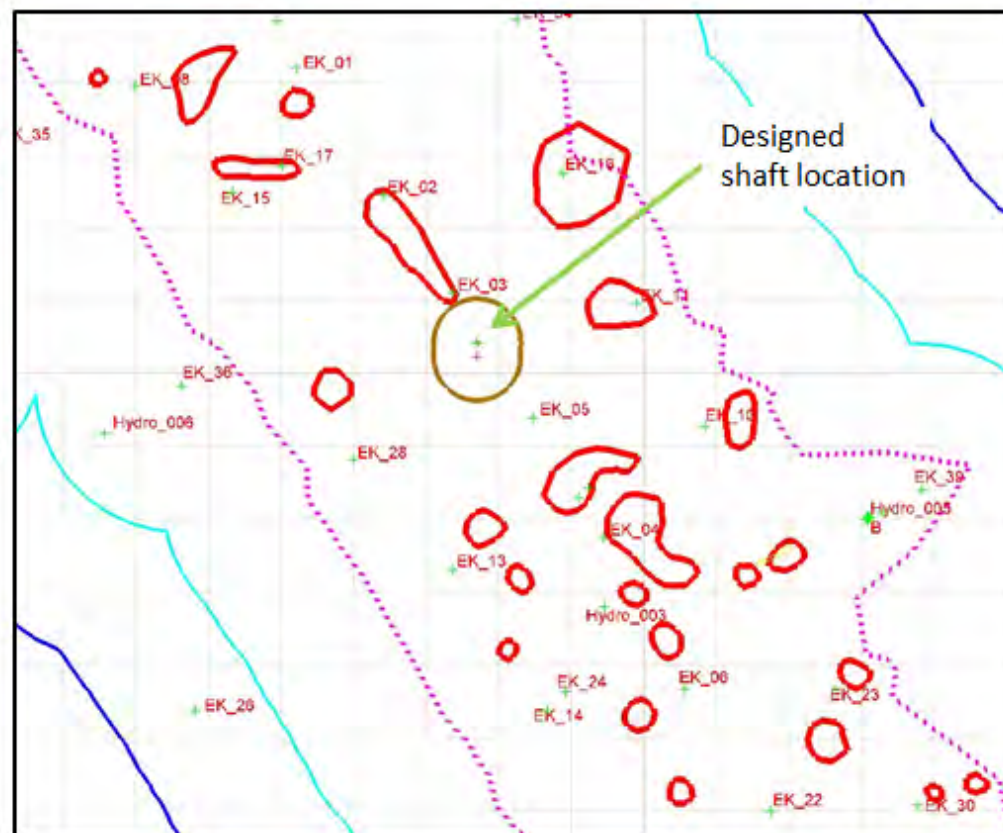 EK_01
EK_35
EK_17
EK_15
EK_02
EK_03
Designed
shaft location
EK_36
Hydro_006
EK_28
EK_05
EK_10
EK_39
Hydro_005
B
EK_04
EK_13
Hydro_003
EK_24
EK_06
EK_14
EK_23
EK_26
EK_22
EK_30